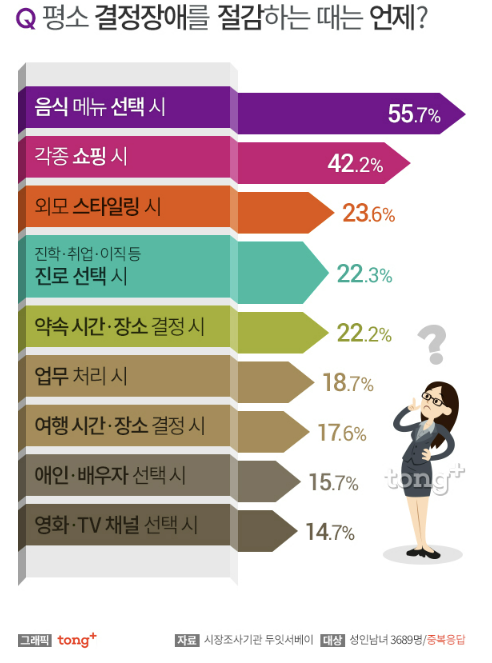 Q 평소 결정장애를 절감하는 때는 언제?
음식 메뉴 선택 시
55.7%
각종 쇼핑 시
42.2%
외모 스타일링 시
23.6%
진학·취업·이직 등
진로 선택 시
22.3%
약속 시간·장소 결정 시
22.2%
업무 처리 시
18.7%
여행 시간·장소 결정 시
17.6%
애인·배우자 선택 시
15.7%
영화·TV 채널 선택 시
14.7%
?
tong+
그래픽 tong+ 자료 시장조사기관 두잇서베이 대상 성인남녀 3689명/중복응답